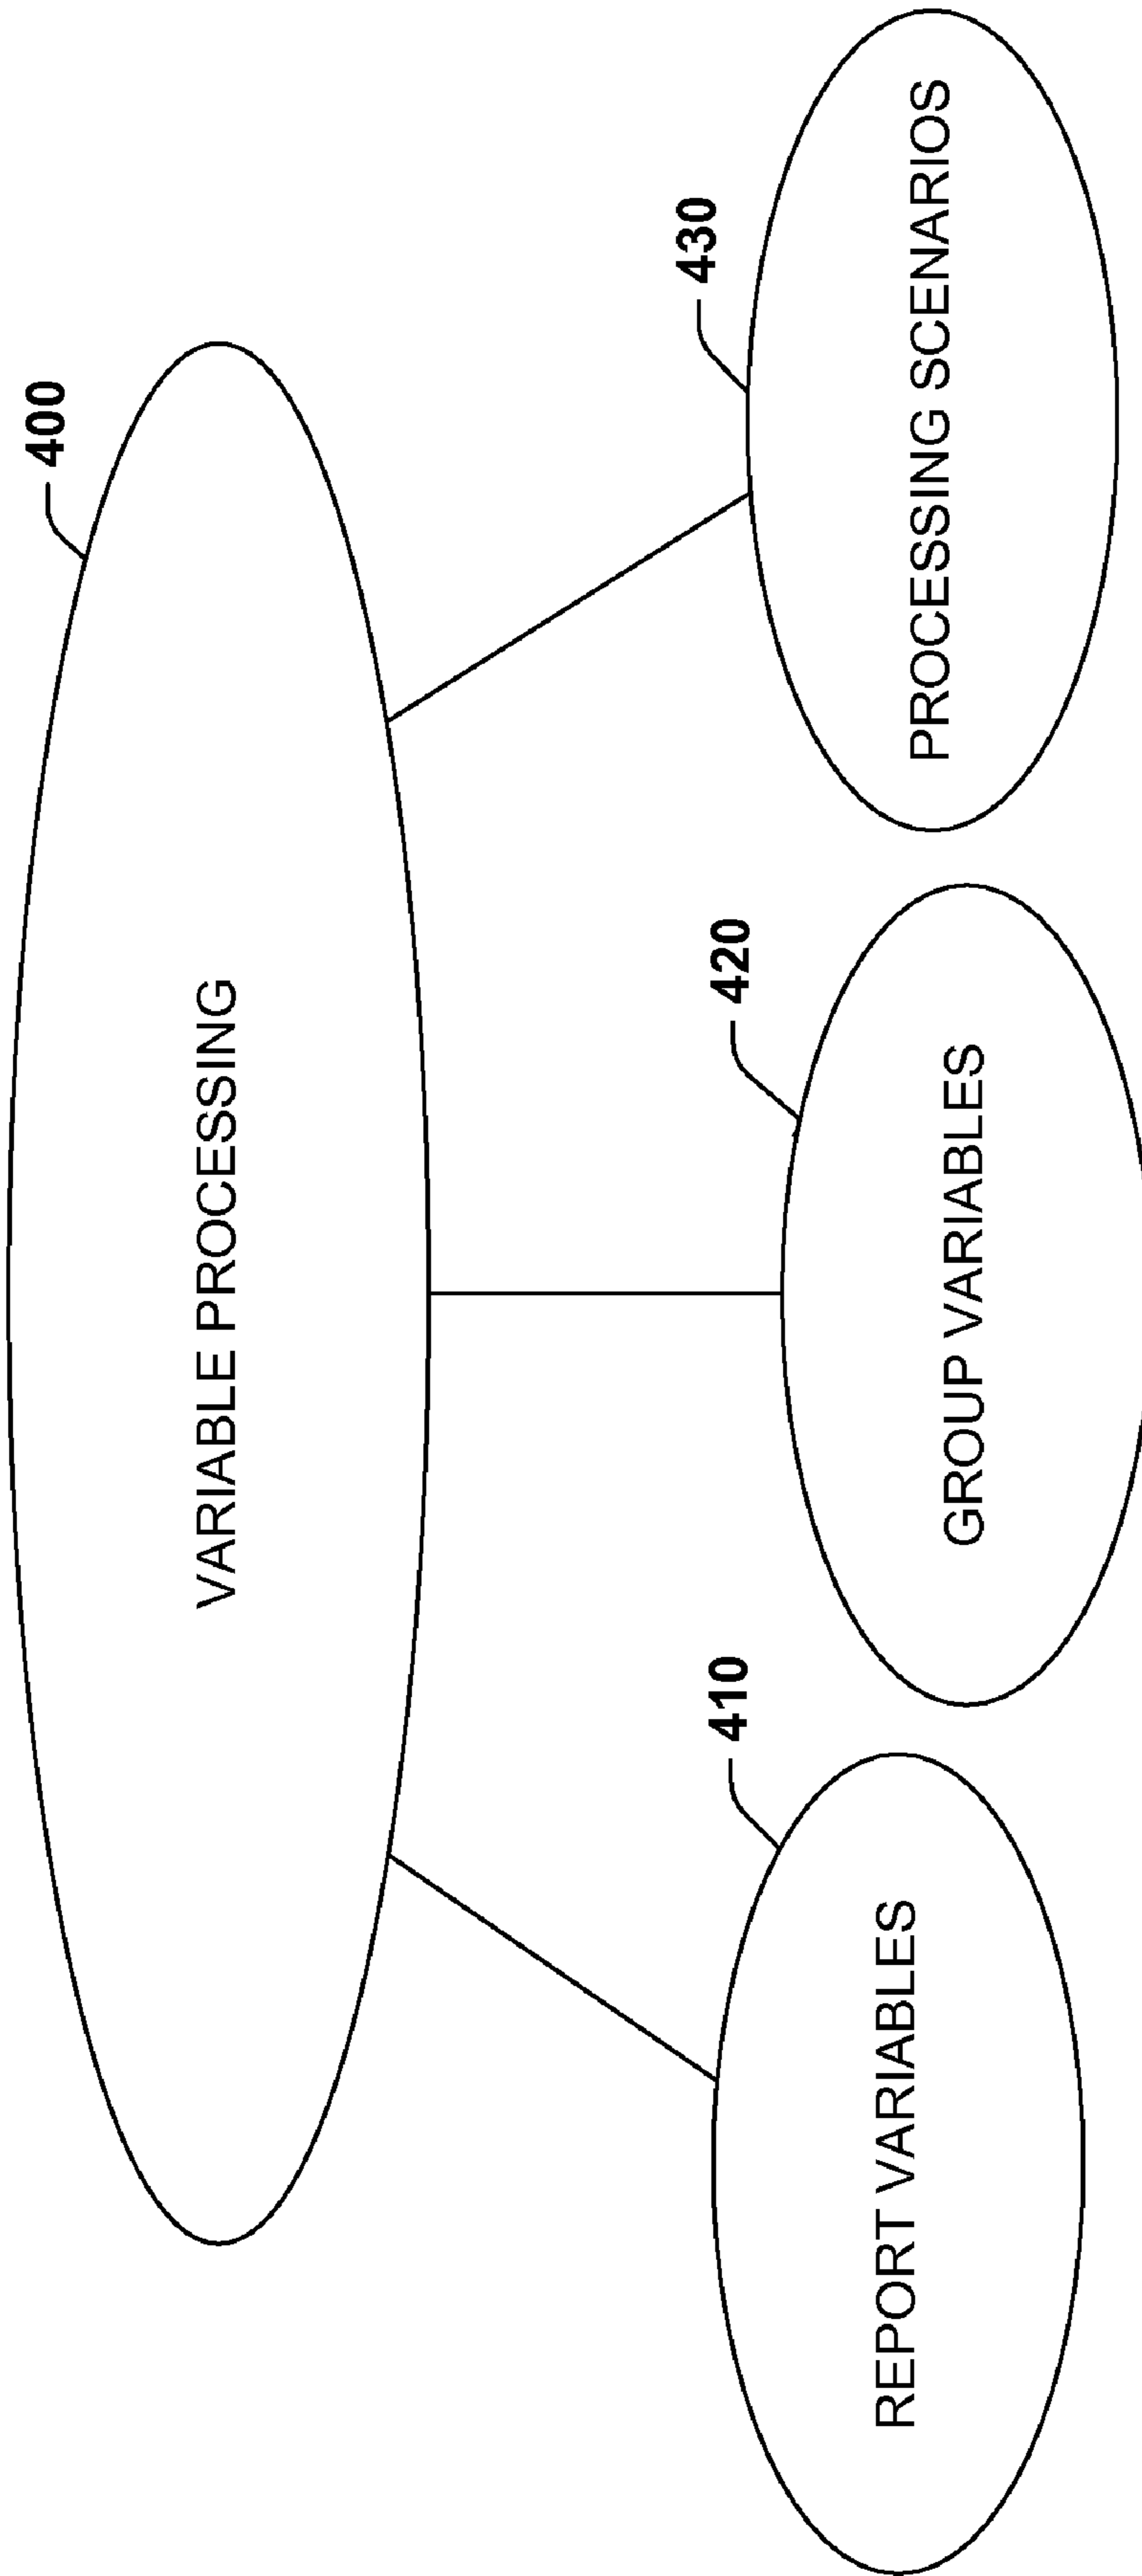 400
VARIABLE PROCESSING
410
REPORT VARIABLES
420
GROUP VARIABLES
430
PROCESSING SCENARIOS